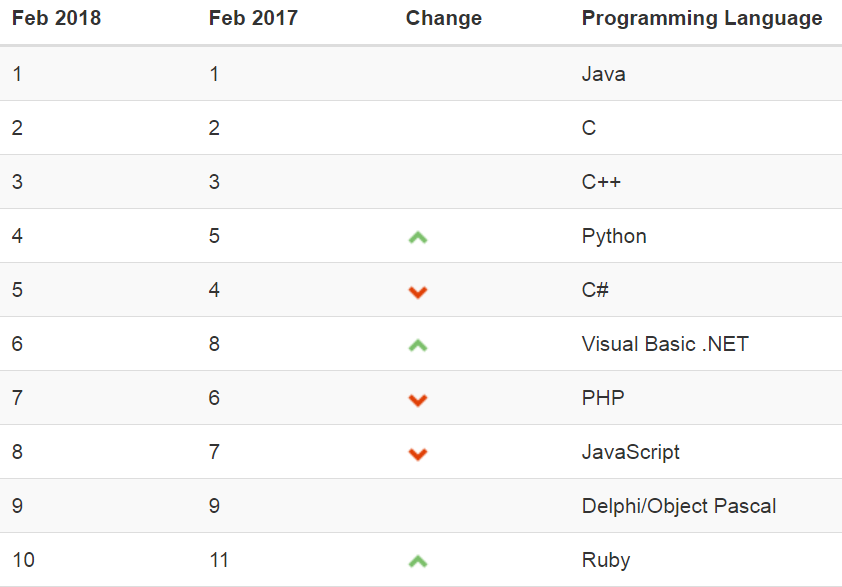 Feb 2018 Feb 2017 Change Programming Language
1 1 Java
2 2 C
3 3 C++
4 5 Python
5 4 C#
6 8 Visual Basic .NET
7 6 PHP
8 7 JavaScript
9 9 Delphi/Object Pascal
10 11 Ruby